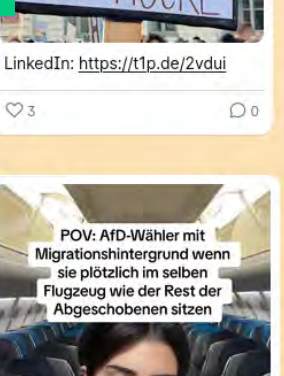 LinkedIn: https://t1p.de/2vdui
3
0
POV: AfD-Wähler mit
Migrationshintergrund wenn
sie plötzlich im selben
Flugzeug wie der Rest der
Abgeschobenen sitzen